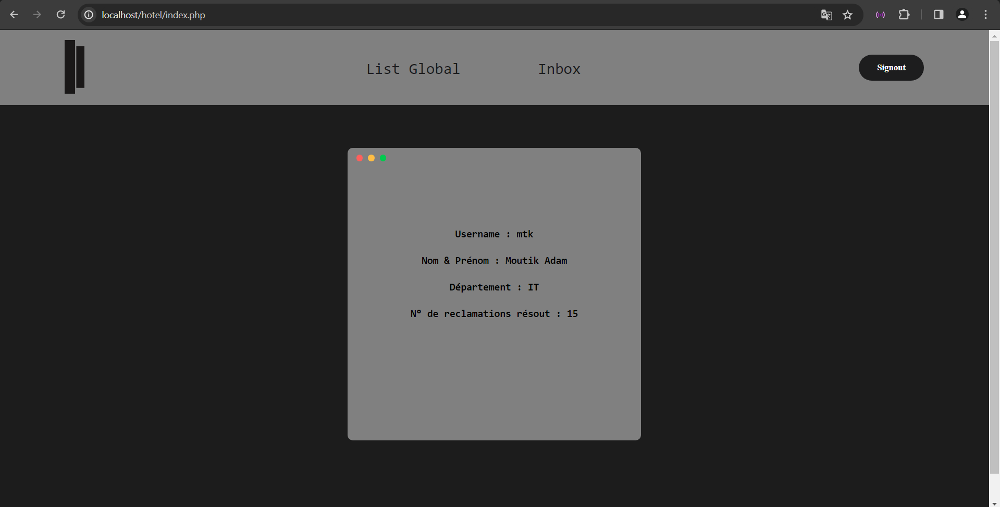 localhost/hotel/index.php
List Global Inbox Signout
Username : mtk
Nom & Prénom : Moutik Adam
Département : IT
N° de reclamations résout : 15